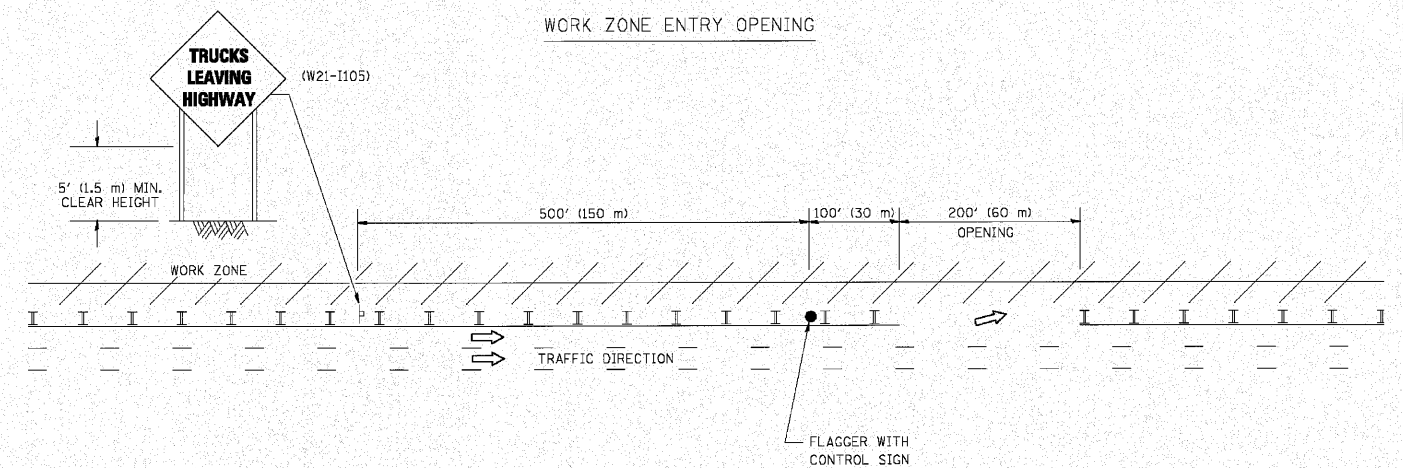 WORK ZONE ENTRY OPENING
TRUCKS
LEAVING
HIGHWAY
(W21-I105)
5' (1.5 m) MIN.
CLEAR HEIGHT
500' (150 m)
100' (30 m)
200' (60 m)
OPENING
WORK ZONE
TRAFFIC DIRECTION
FLAGGER WITH
CONTROL SIGN